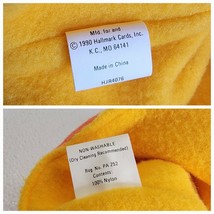 Mfd. for and
© 1990 Hallmark Cards, Inc.
K.C., MO 64141
Made in China
HJR4016
NON-WASHABLE
(Dry Cleaning Recommended)
Reg. No. PA 252
Contents:
100% Nylon